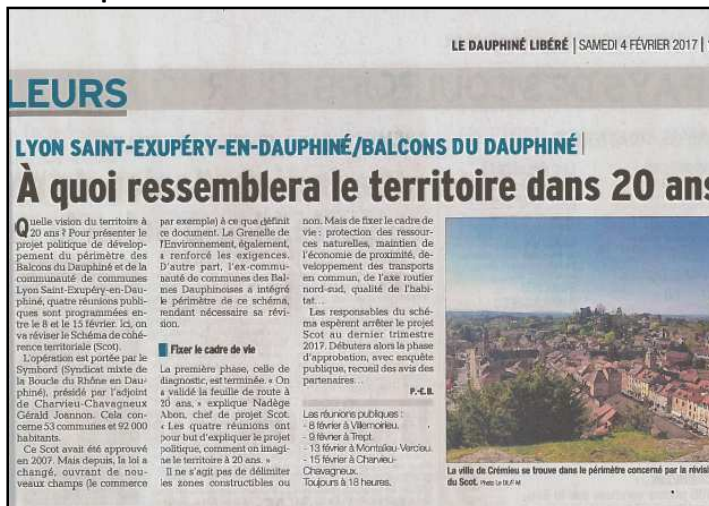 LE DAUPHINÉ LIBÉRÉ | SAMEDI 4 FÉVRIER 2017 |
LEURS
LYON SAINT-EXUPÉRY-EN-DAUPHINÉ/BALCONS DU DAUPHINÉ |
À quoi ressemblera le territoire dans 20 ans
Quelle vision du territoire à
20 ans ? Pour présenter le
projet politique de dévelop-
pement du périmètre des
Balcons du Dauphiné et de la
communauté de communes
Lyon Saint-Exupéry-en-Dau-
phiné, quatre réunions publi-
ques sont programmées en-
tre le 8 et le 15 février. Ici, on
va réviser le Schéma de cohé-
rence territoriale (Scot).
L'opération est portée par le
Symbord (Syndicat mixte de
la Boucle du Rhône en Dau-
phiné), présidé par l'adjoint
de Charvieu-Chavagneux
Gérald Joannon. Cela con-
cerne 53 communes et 92 000
habitants.
Ce Scot avait été approuvé
en 2007. Mais depuis, la loi a
changé, ouvrant de nou-
veaux champs (le commerce
par exemple) à ce que définit
ce document. Le Grenelle de
l'Environnement, également,
a renforcé les exigences.
D'autre part, l'ex-commu-
nauté de communes des Bal-
mes Dauphinoises a intégré
le périmètre de ce schéma,
rendant nécessaire sa révi-
sion.
Fixer le cadre de vie
La première phase, celle de
diagnostic, est terminée. « On
a validé la feuille de route à
20 ans, » explique Nadège
Abon, chef de projet Scot.
« Les quatre réunions ont
pour but d'expliquer le projet
politique, comment on imagi-
ne le territoire à 20 ans. »
Il ne s'agit pas de délimiter
les zones constructibles ou
non. Mais de fixer le cadre de
vie : protection des ressour-
ces naturelles, maintien de
l'économie de proximité, dé-
veloppement des transports
en commun, de l'axe routier
nord-sud, qualité de l'habi-
tat…
Les responsables du sché-
ma espèrent arrêter le projet
Scot au dernier trimestre
2017. Débutera alors la phase
d'approbation, avec enquête
publique, recueil des avis des
partenaires…
P.-E.B.
Les réunions publiques :
- 8 février à Villemoirieu.
- 9 février à Trept.
- 13 février à Montalieu-Vercieu.
- 15 février à Charvieu-
Chavagneux.
Toujours à 18 heures.
La ville de Crémieu se trouve dans le périmètre concerné par la révisi
du Scot. Photo Le DL/F.M